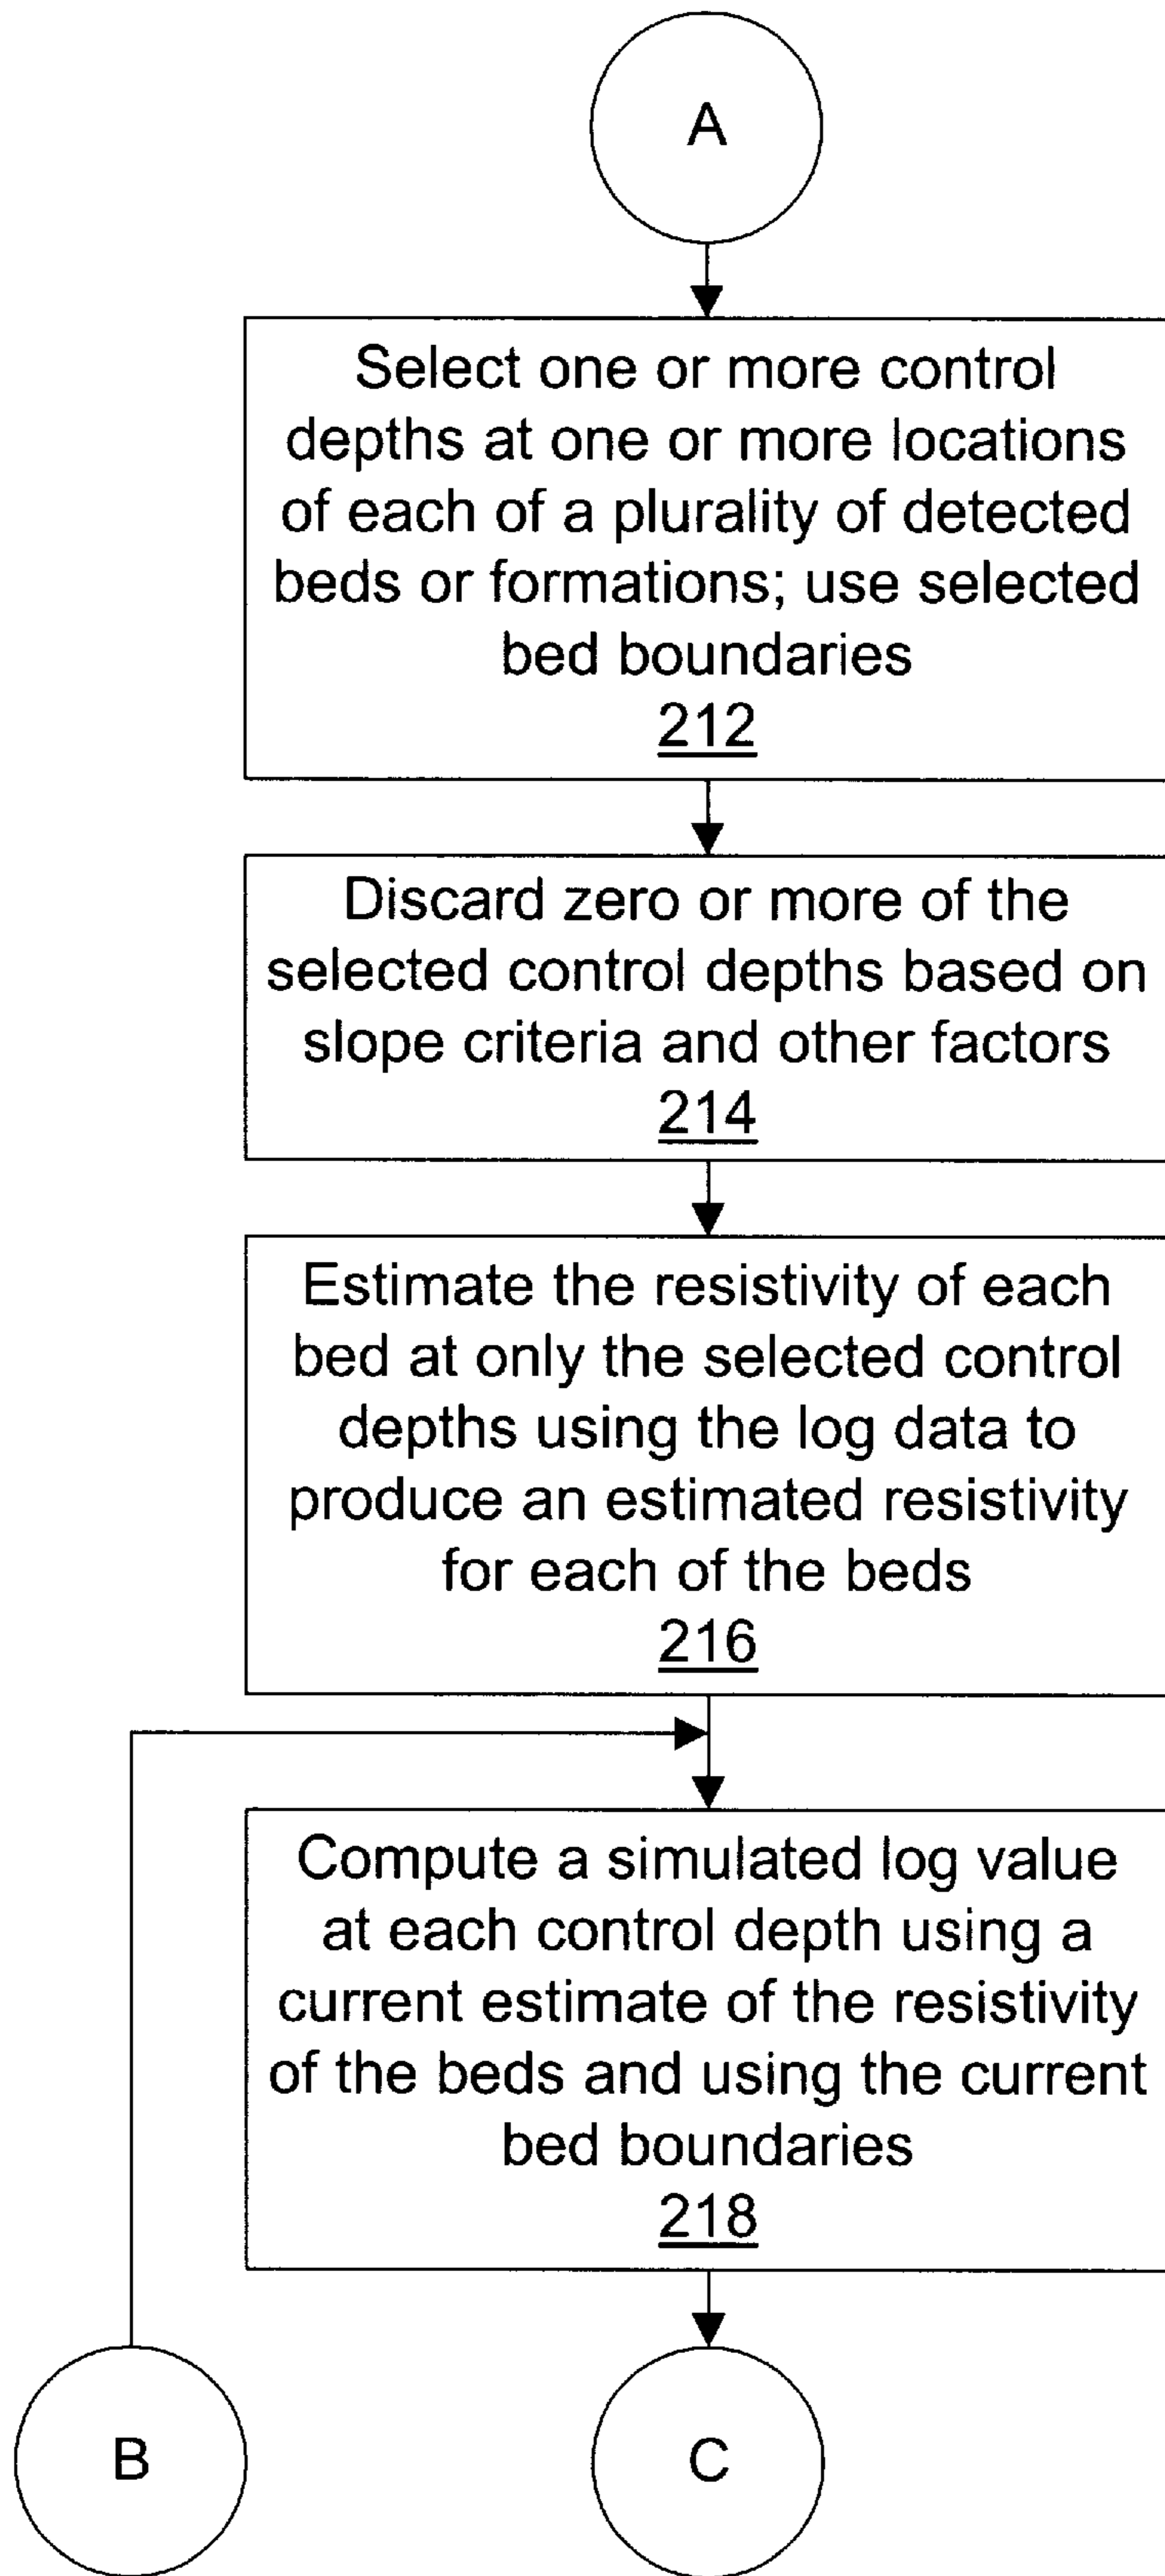 A
Select one or more control
depths at one or more locations
of each of a plurality of detected
beds or formations; use selected
bed boundaries
212
Discard zero or more of the
selected control depths based on
slope criteria and other factors
214
Estimate the resistivity of each
bed at only the selected control
depths using the log data to
produce an estimated resistivity
for each of the beds
216
Compute a simulated log value
at each control depth using a
current estimate of the resistivity
of the beds and using the current
bed boundaries
218
B
C